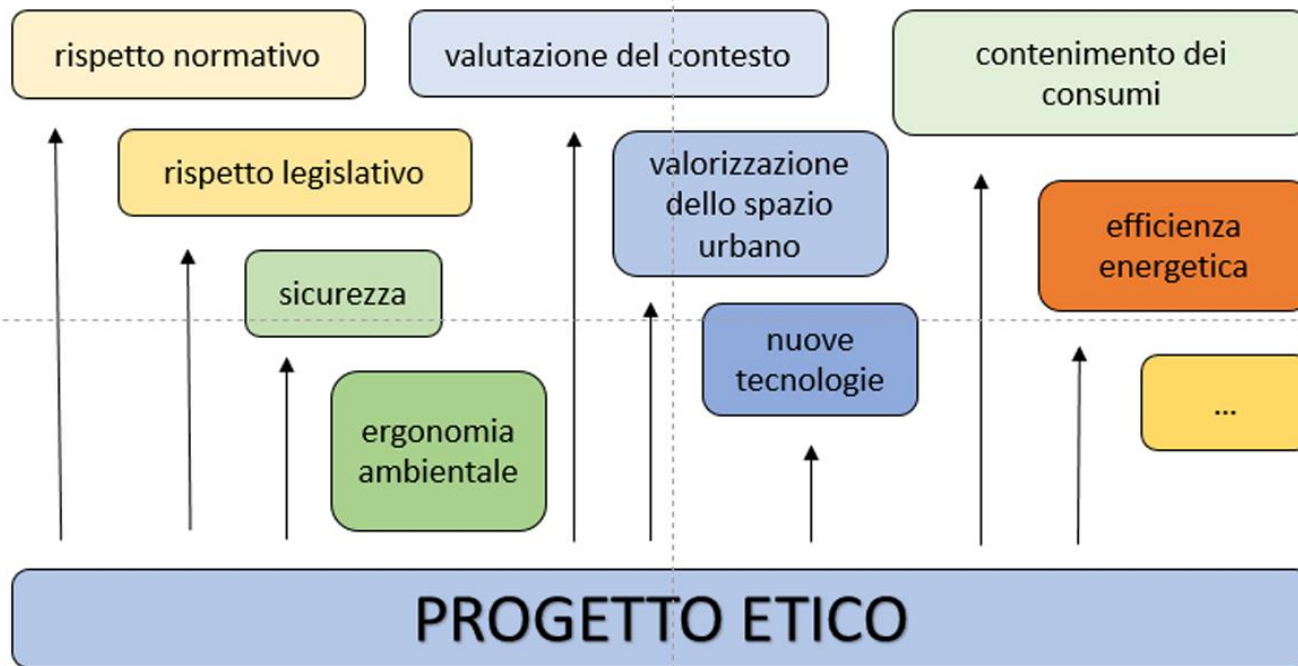 rispetto normativo
valutazione del contesto
contenimento dei
consumi
rispetto legislativo
valorizzazione
dello spazio
urbano
efficienza
energetica
sicurezza
nuove
tecnologie
...
ergonomia
ambientale
PROGETTO ETICO